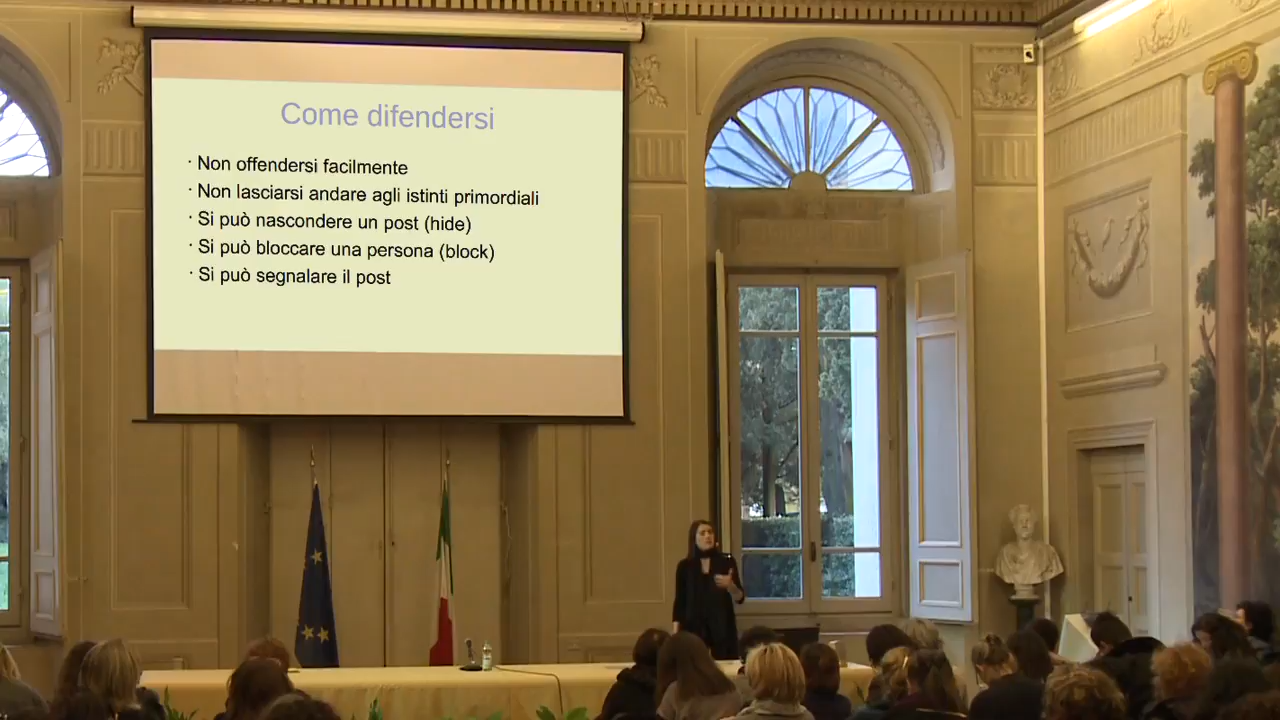 Come difendersi
· Non offendersi facilmente
· Non lasciarsi andare agli istinti primordiali
· Si può nascondere un post (hide)
· Si può bloccare una persona (block)
· Si può segnalare il post